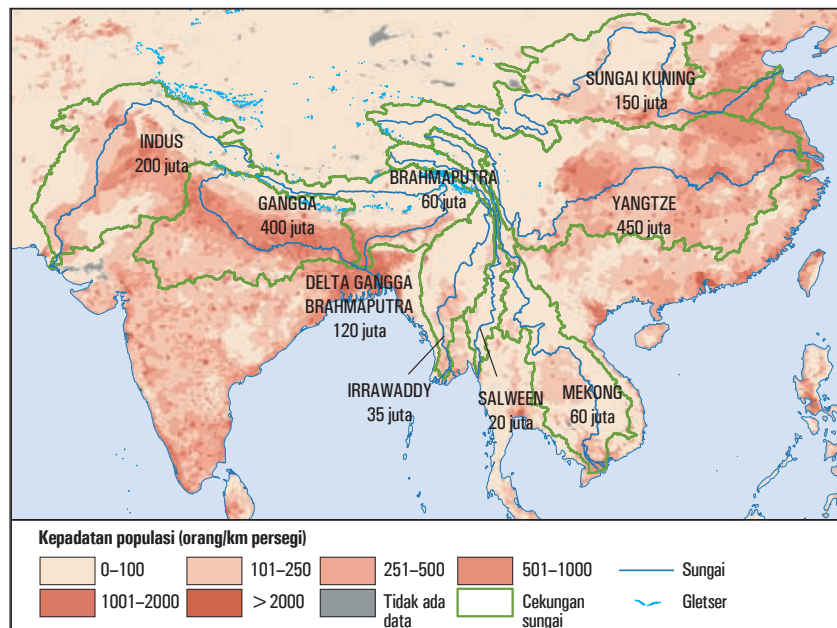 SUNGAI KUNING
150 juta
INDUS
200 juta
BRAHMAPUTRA
60 juta
GANGGA
400 juta
YANGTZE
450 juta
DELTA GANGGA
BRAHMAPUTRA
120 juta
IRRAWADDY
35 juta
SALWEEN
20 juta
MEKONG
60 juta
Kepadatan populasi (orang/km persegi)
0–100
101–250
251–500
501–1000
Sungai
1001–2000
> 2000
Tidak ada
data
Cekungan
sungai
Gletser